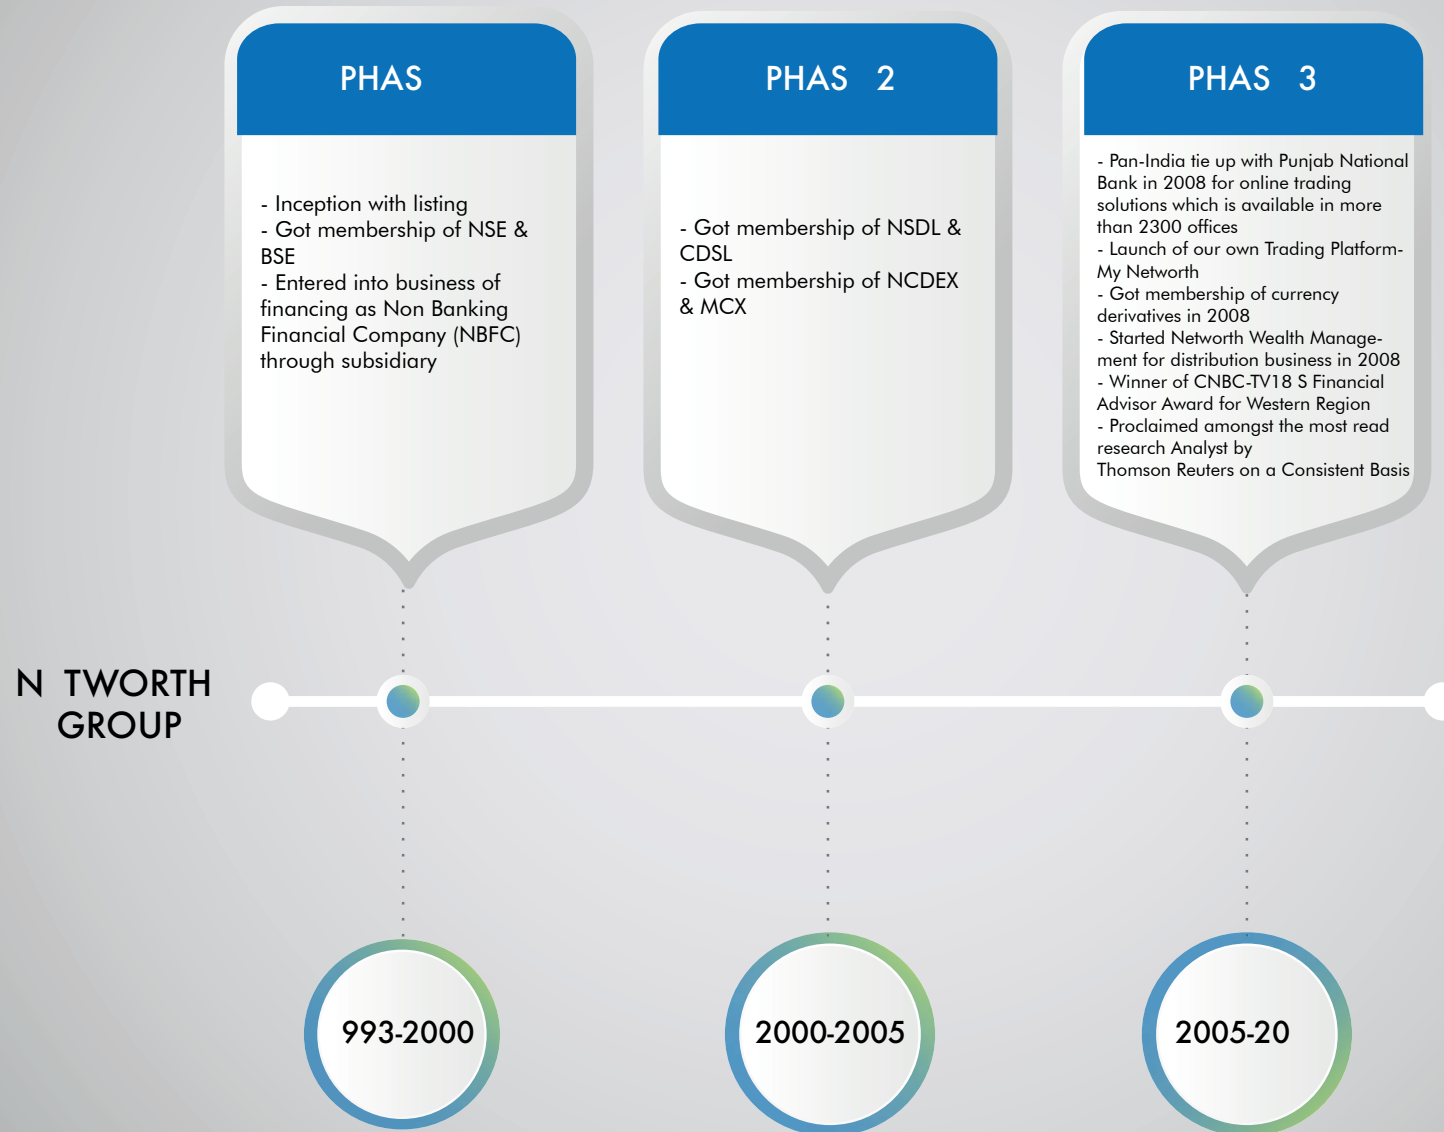 PHAS
- Inception with listing
- Got membership of NSE &
BSE
- Entered into business of
financing as Non Banking
Financial Company (NBFC)
through subsidiary
PHAS 2
- Got membership of NSDL &
CDSL
- Got membership of NCDEX
& MCX
PHAS 3
- Pan-India tie up with Punjab National
Bank in 2008 for online trading
solutions which is available in more
than 2300 offices
- Launch of our own Trading Platform-
My Networth
- Got membership of currency
derivatives in 2008
- Started Networth Wealth Manage-
ment for distribution business in 2008
- Winner of CNBC-TV18 S Financial
Advisor Award for Western Region
- Proclaimed amongst the most read
research Analyst by
Thomson Reuters on a Consistent Basis
N TWORTH
GROUP
993-2000
2000-2005
2005-20